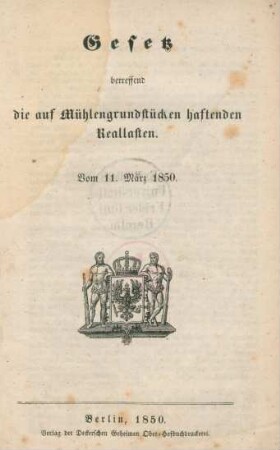 Gesetz
betreffend
die auf Mühlengrundstücken haftenden
Reallasten.
Vom 11. März 1850.
Berlin, 1850.
Verlag der Deckerschen Geheimen Ober-Hofbuchdruckerei.